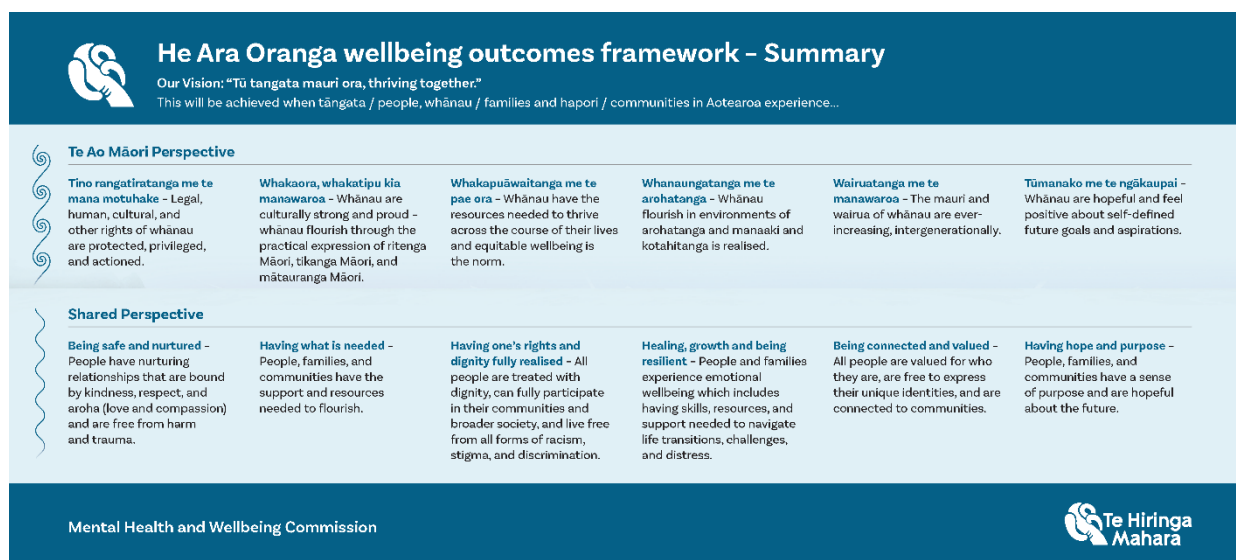 He Ara Oranga wellbeing outcomes framework – Summary
Our Vision: “Tū tangata mauri ora, thriving together.”
This will be achieved when tāngata / people, whānau / families and hapori / communities in Aotearoa experience...
Te Ao Māori Perspective
Tino rangatiratanga me te
mana motuhake – Legal,
human, cultural, and
other rights of whānau
are protected, privileged,
and actioned.
Whakaora, whakatipu kia
manawaroa – Whānau are
culturally strong and proud –
whānau flourish through the
practical expression of ritenga
Māori, tikanga Māori, and
mātauranga Māori.
Whakapuāwaitanga me te
pae ora – Whānau have the
resources needed to thrive
across the course of their lives
and equitable wellbeing is
the norm.
Whanaungatanga me te
arohatanga – Whānau
flourish in environments of
arohatanga and manaaki and
kotahitanga is realised.
Wairuatanga me te
manawaroa – The mauri and
wairua of whānau are ever-
increasing, intergenerationally.
Tūmanako me te ngākaupai –
Whānau are hopeful and feel
positive about self-defined
future goals and aspirations.
Shared Perspective
Being safe and nurtured –
People have nurturing
relationships that are bound
by kindness, respect, and
aroha (love and compassion)
and are free from harm
and trauma.
Having what is needed –
People, families, and
communities have the
support and resources
needed to flourish.
Having one’s rights and
dignity fully realised – All
people are treated with
dignity, can fully participate
in their communities and
broader society, and live free
from all forms of racism,
stigma, and discrimination.
Healing, growth and being
resilient – People and families
experience emotional
wellbeing which includes
having skills, resources, and
support needed to navigate
life transitions, challenges,
and distress.
Being connected and valued –
All people are valued for who
they are, are free to express
their unique identities, and are
connected to communities.
Having hope and purpose –
People, families, and
communities have a sense
of purpose and are hopeful
about the future.
Mental Health and Wellbeing Commission
Te Hiringa
Mahara